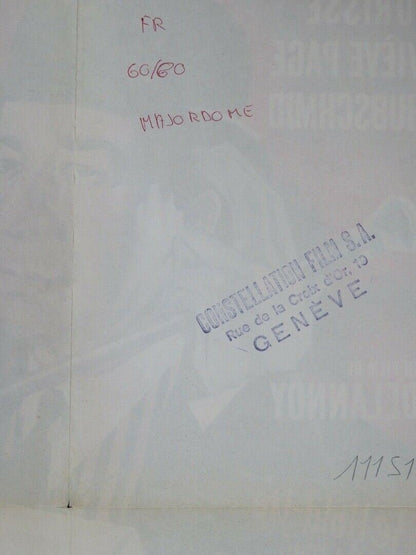 FR
60/60
MAJORDOME
CONSTELLATION FILM S.A.
Rue de la Croix d'Or, 10
GENÈVE
11151